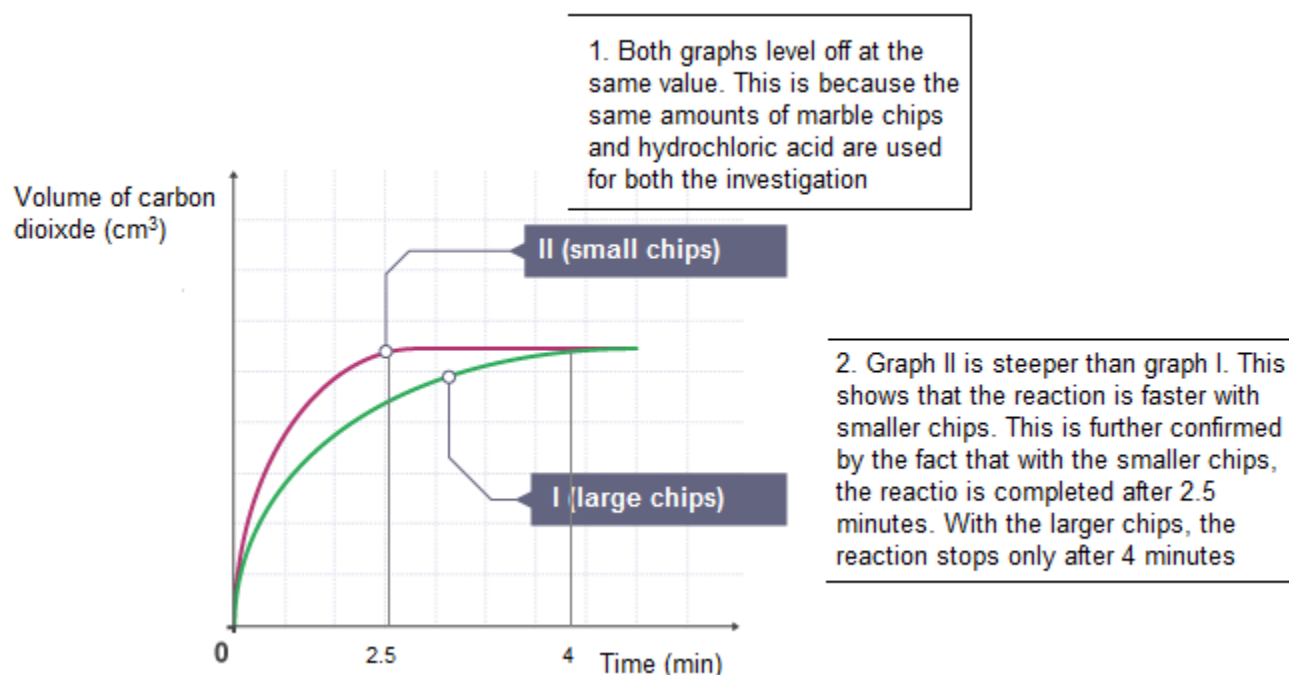 1. Both graphs level off at the
same value. This is because the
same amounts of marble chips
and hydrochloric acid are used
for both the investigation
Volume of carbon
dioixde (cm³)
II (small chips)
2. Graph II is steeper than graph I. This
shows that the reaction is faster with
smaller chips. This is further confirmed
by the fact that with the smaller chips,
the reactio is completed after 2.5
minutes. With the larger chips, the
reaction stops only after 4 minutes
I (large chips)
0
2.5
4
Time (min)